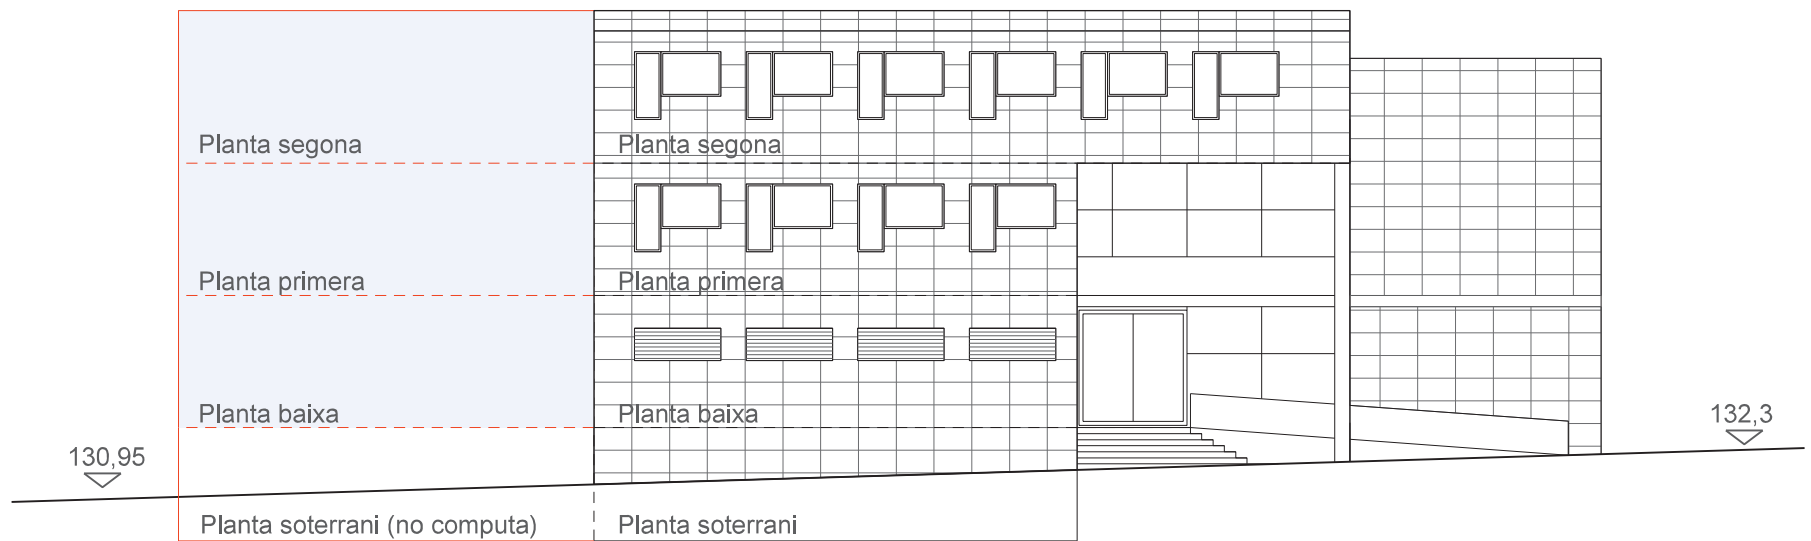 Planta segona
Planta segona
Planta primera
Planta primera
Planta baixa
Planta baixa
130,95
132,3
Planta soterrani (no computa)
Planta soterrani